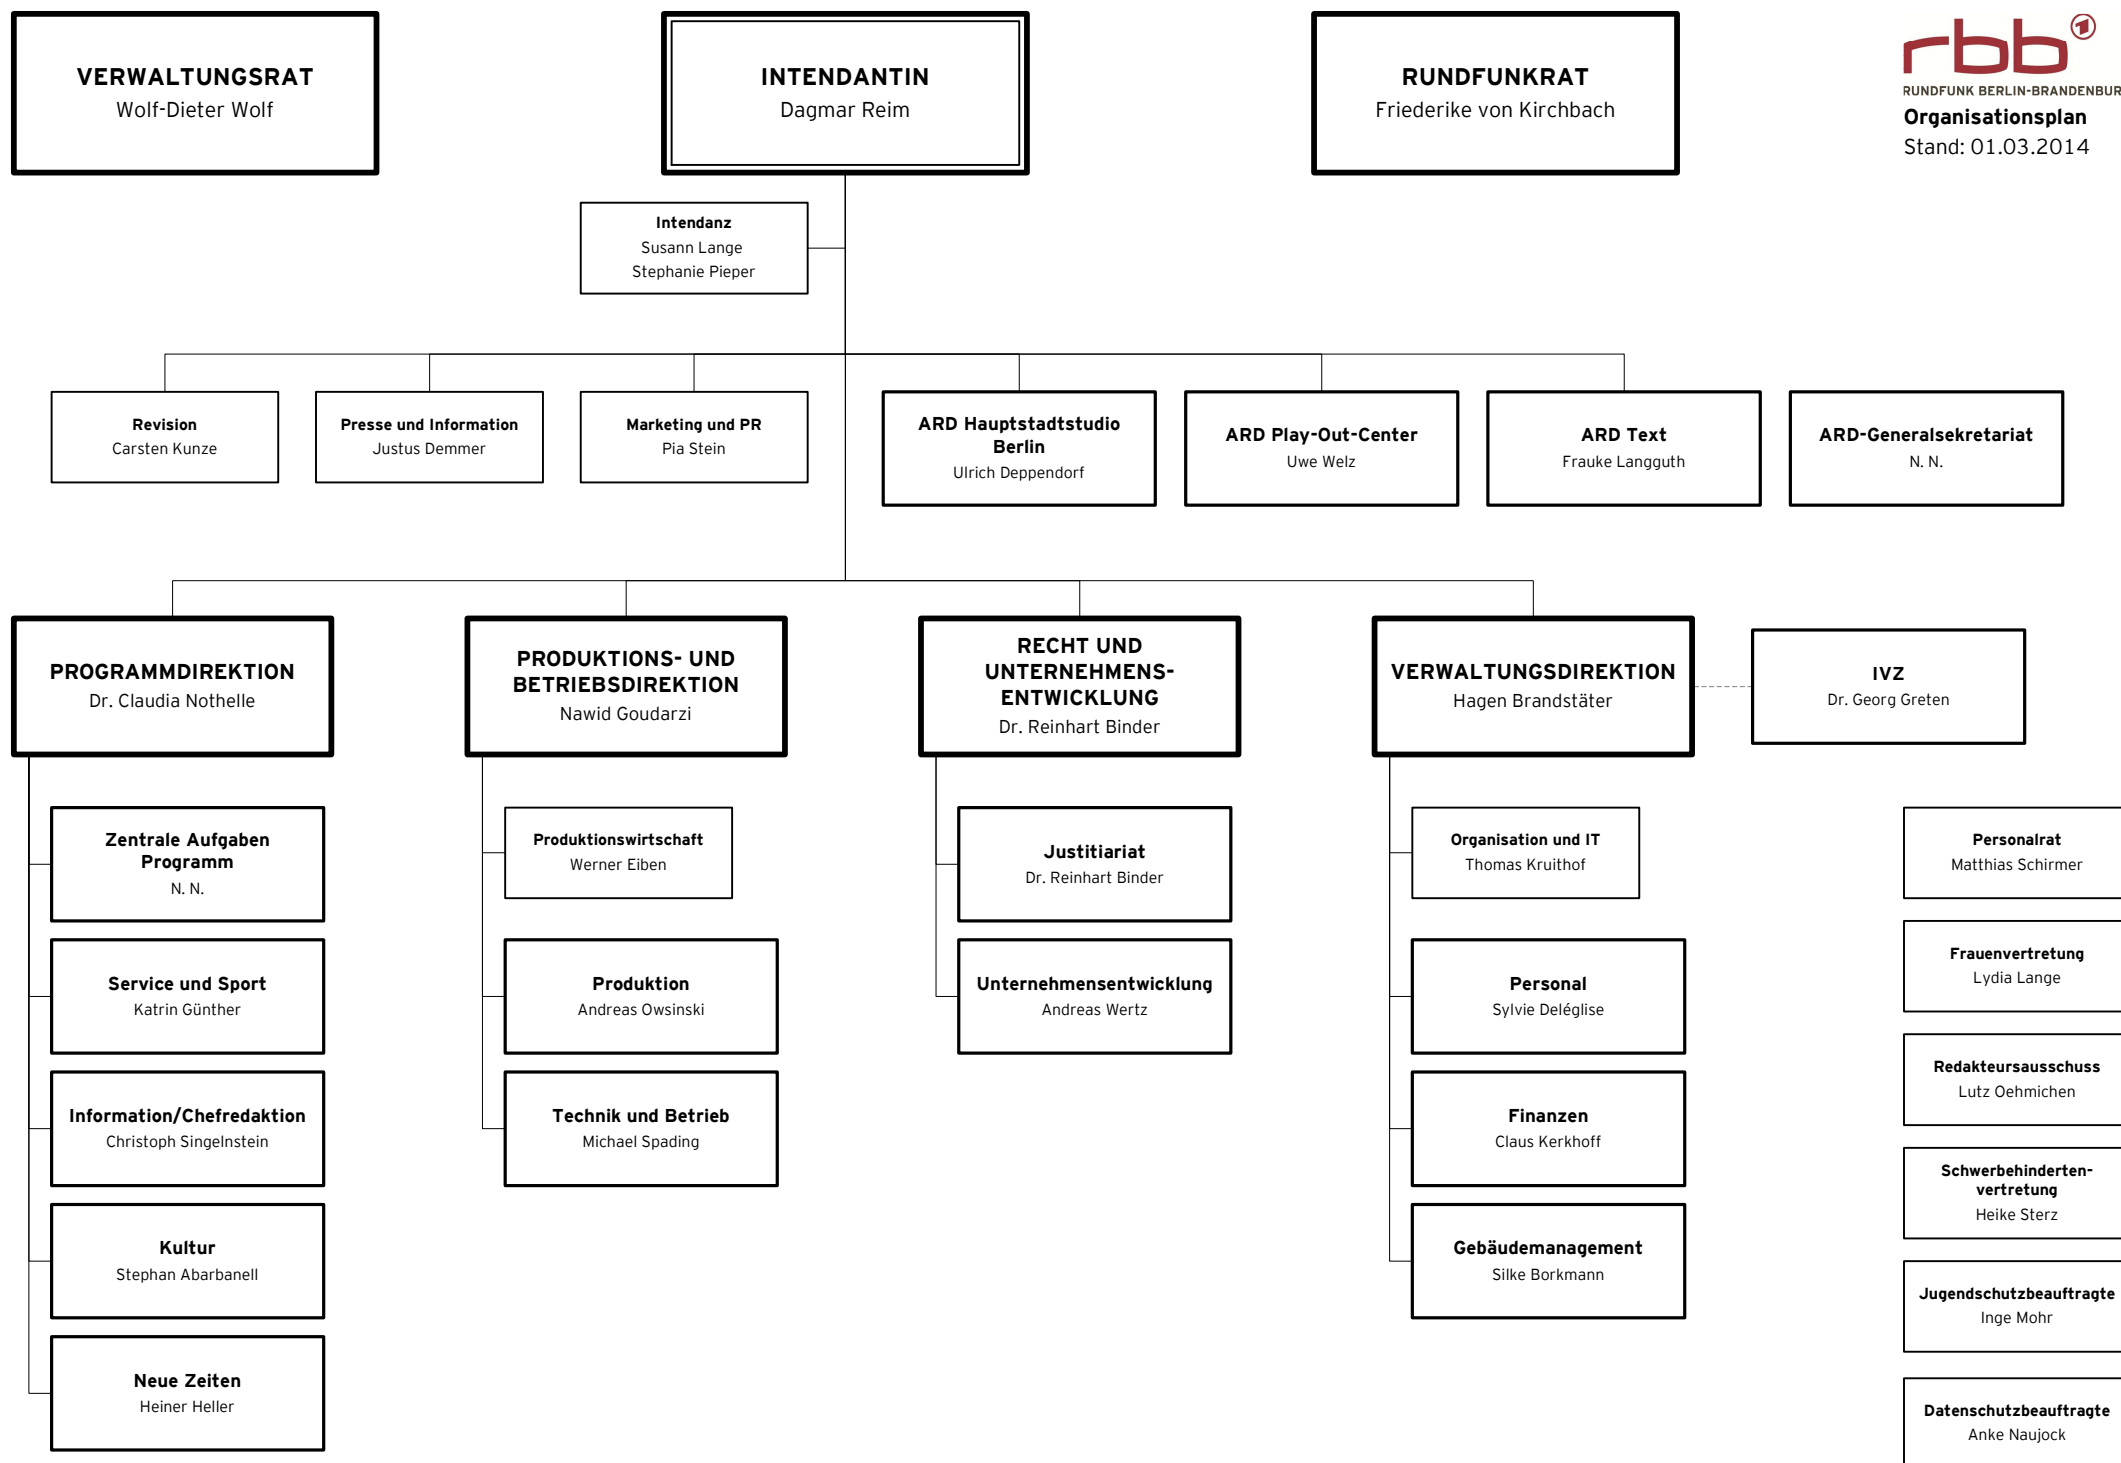 VERWALTUNGSRAT
Wolf-Dieter Wolf
INTENDANTIN
Dagmar Reim
RUNDFUNKRAT
Friederike von Kirchbach
rbb
RUNDFUNK BERLIN-BRANDENBUR
Organisationsplan
Stand: 01.03.2014
Intendanz
Susann Lange
Stephanie Pieper
Revision
Carsten Kunze
Presse und Information
Justus Demmer
Marketing und PR
Pia Stein
ARD Hauptstadtstudio
Berlin
Ulrich Deppendorf
ARD Play-Out-Center
Uwe Welz
ARD Text
Frauke Langguth
ARD-Generalsekretariat
N. N.
PROGRAMMDIREKTION
Dr. Claudia Nothelle
PRODUKTIONS- UND
BETRIEBSDIREKTION
Nawid Goudarzi
RECHT UND
UNTERNEHMENS-
ENTWICKLUNG
Dr. Reinhart Binder
VERWALTUNGSDIREKTION
Hagen Brandstäter
IVZ
Dr. Georg Greten
Zentrale Aufgaben
Programm
N. N.
Service und Sport
Katrin Günther
Information/Chefredaktion
Christoph Singelnstein
Kultur
Stephan Abarbanell
Neue Zeiten
Heiner Heller
Produktionswirtschaft
Werner Eiben
Produktion
Andreas Owsinski
Technik und Betrieb
Michael Spading
Justitiariat
Dr. Reinhart Binder
Unternehmensentwicklung
Andreas Wertz
Organisation und IT
Thomas Kruithof
Personal
Sylvie Deléglise
Finanzen
Claus Kerkhoff
Gebäudemanagement
Silke Borkmann
Personalrat
Matthias Schirmer
Frauenvertretung
Lydia Lange
Redakteursausschuss
Lutz Oehmichen
Schwerbehinderten-
vertretung
Heike Sterz
Jugendschutzbeauftragte
Inge Mohr
Datenschutzbeauftragte
Anke Naujock